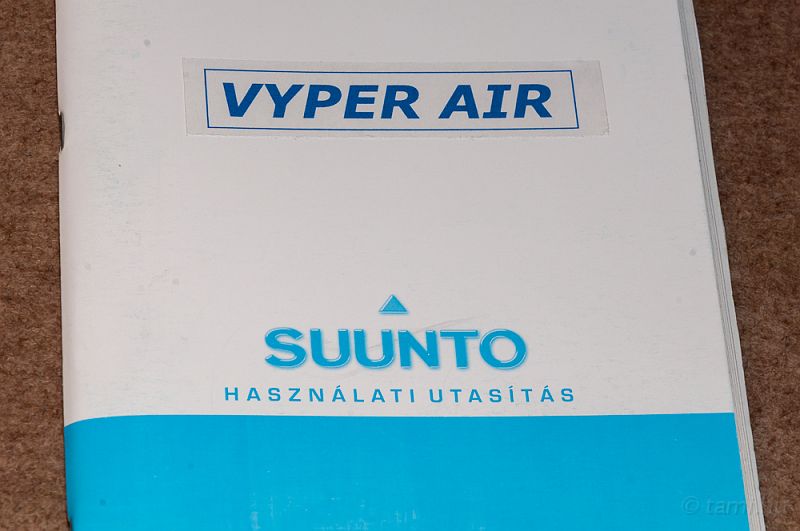 VYPER AIR
SUUNTO
HASZNÁLATI UTASÍTÁS